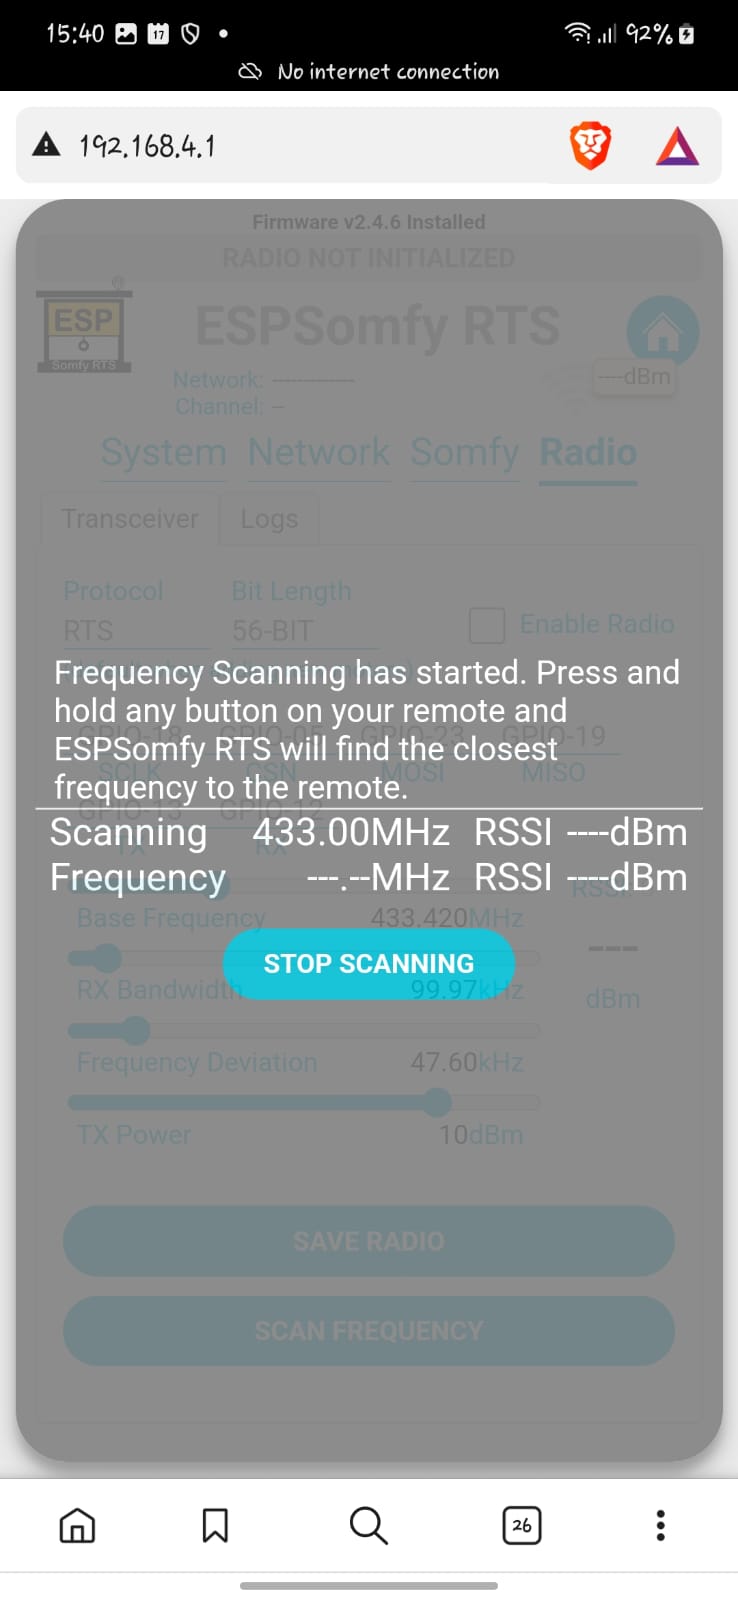 15:40
17
92%
No internet connection
192.168.4.1
Firmware v2.4.6 Installed
RADIO NOT INITIALIZED
ESP
Somfy RTS
ESPSomfy RTS
Network: ------------
Channel: --
----dBm
System Network Somfy Radio
Transceiver Logs
Protocol Bit Length
RTS 56-BIT Enable Radio
Frequency Scanning has started. Press and
hold any button on your remote and
ESPSomfy RTS will find the closest
frequency to the remote.
GPIO-18 GPIO-05 GPIO-23 GPIO-19
SCLK CSN MOSI MISO
GPIO-13 GPIO-12
TX RX
Scanning 433.00MHz RSSI ----dBm
Frequency ---.--MHz RSSI ----dBm
RSSI
Base Frequency 433.420MHz
---
STOP SCANNING
RX Bandwidth 99.97kHz
dBm
Frequency Deviation 47.60kHz
TX Power 10dBm
SAVE RADIO
SCAN FREQUENCY
26